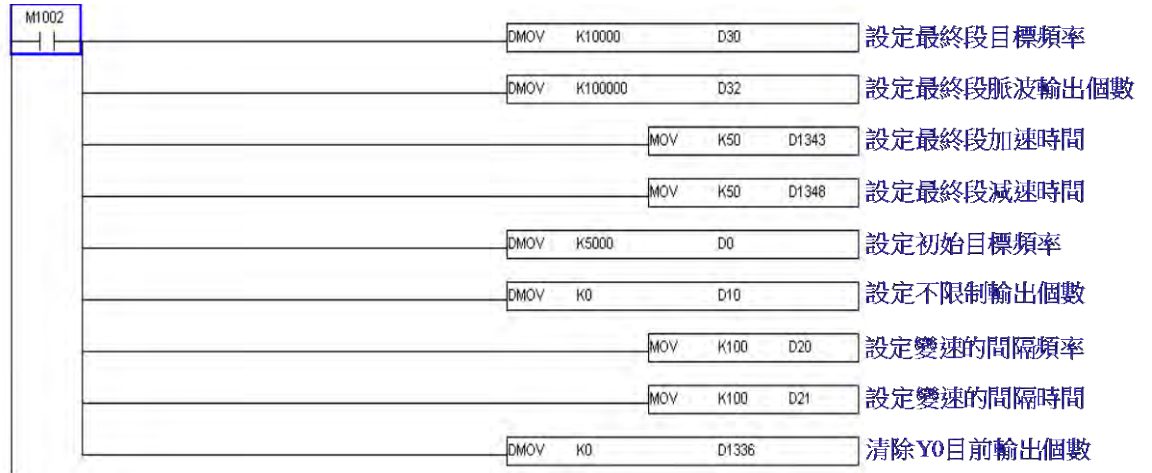 M1002
DMOV K10000 D30 設定最終段目標頻率
DMOV K100000 D32 設定最終段脈波輸出個數
MOV K50 D1343 設定最終段加速時間
MOV K50 D1348 設定最終段減速時間
DMOV K5000 D0 設定初始目標頻率
DMOV K0 D10 設定不限制輸出個數
MOV K100 D20 設定變速的間隔頻率
MOV K100 D21 設定變速的間隔時間
DMOV K0 D1336 清除Y0目前輸出個數